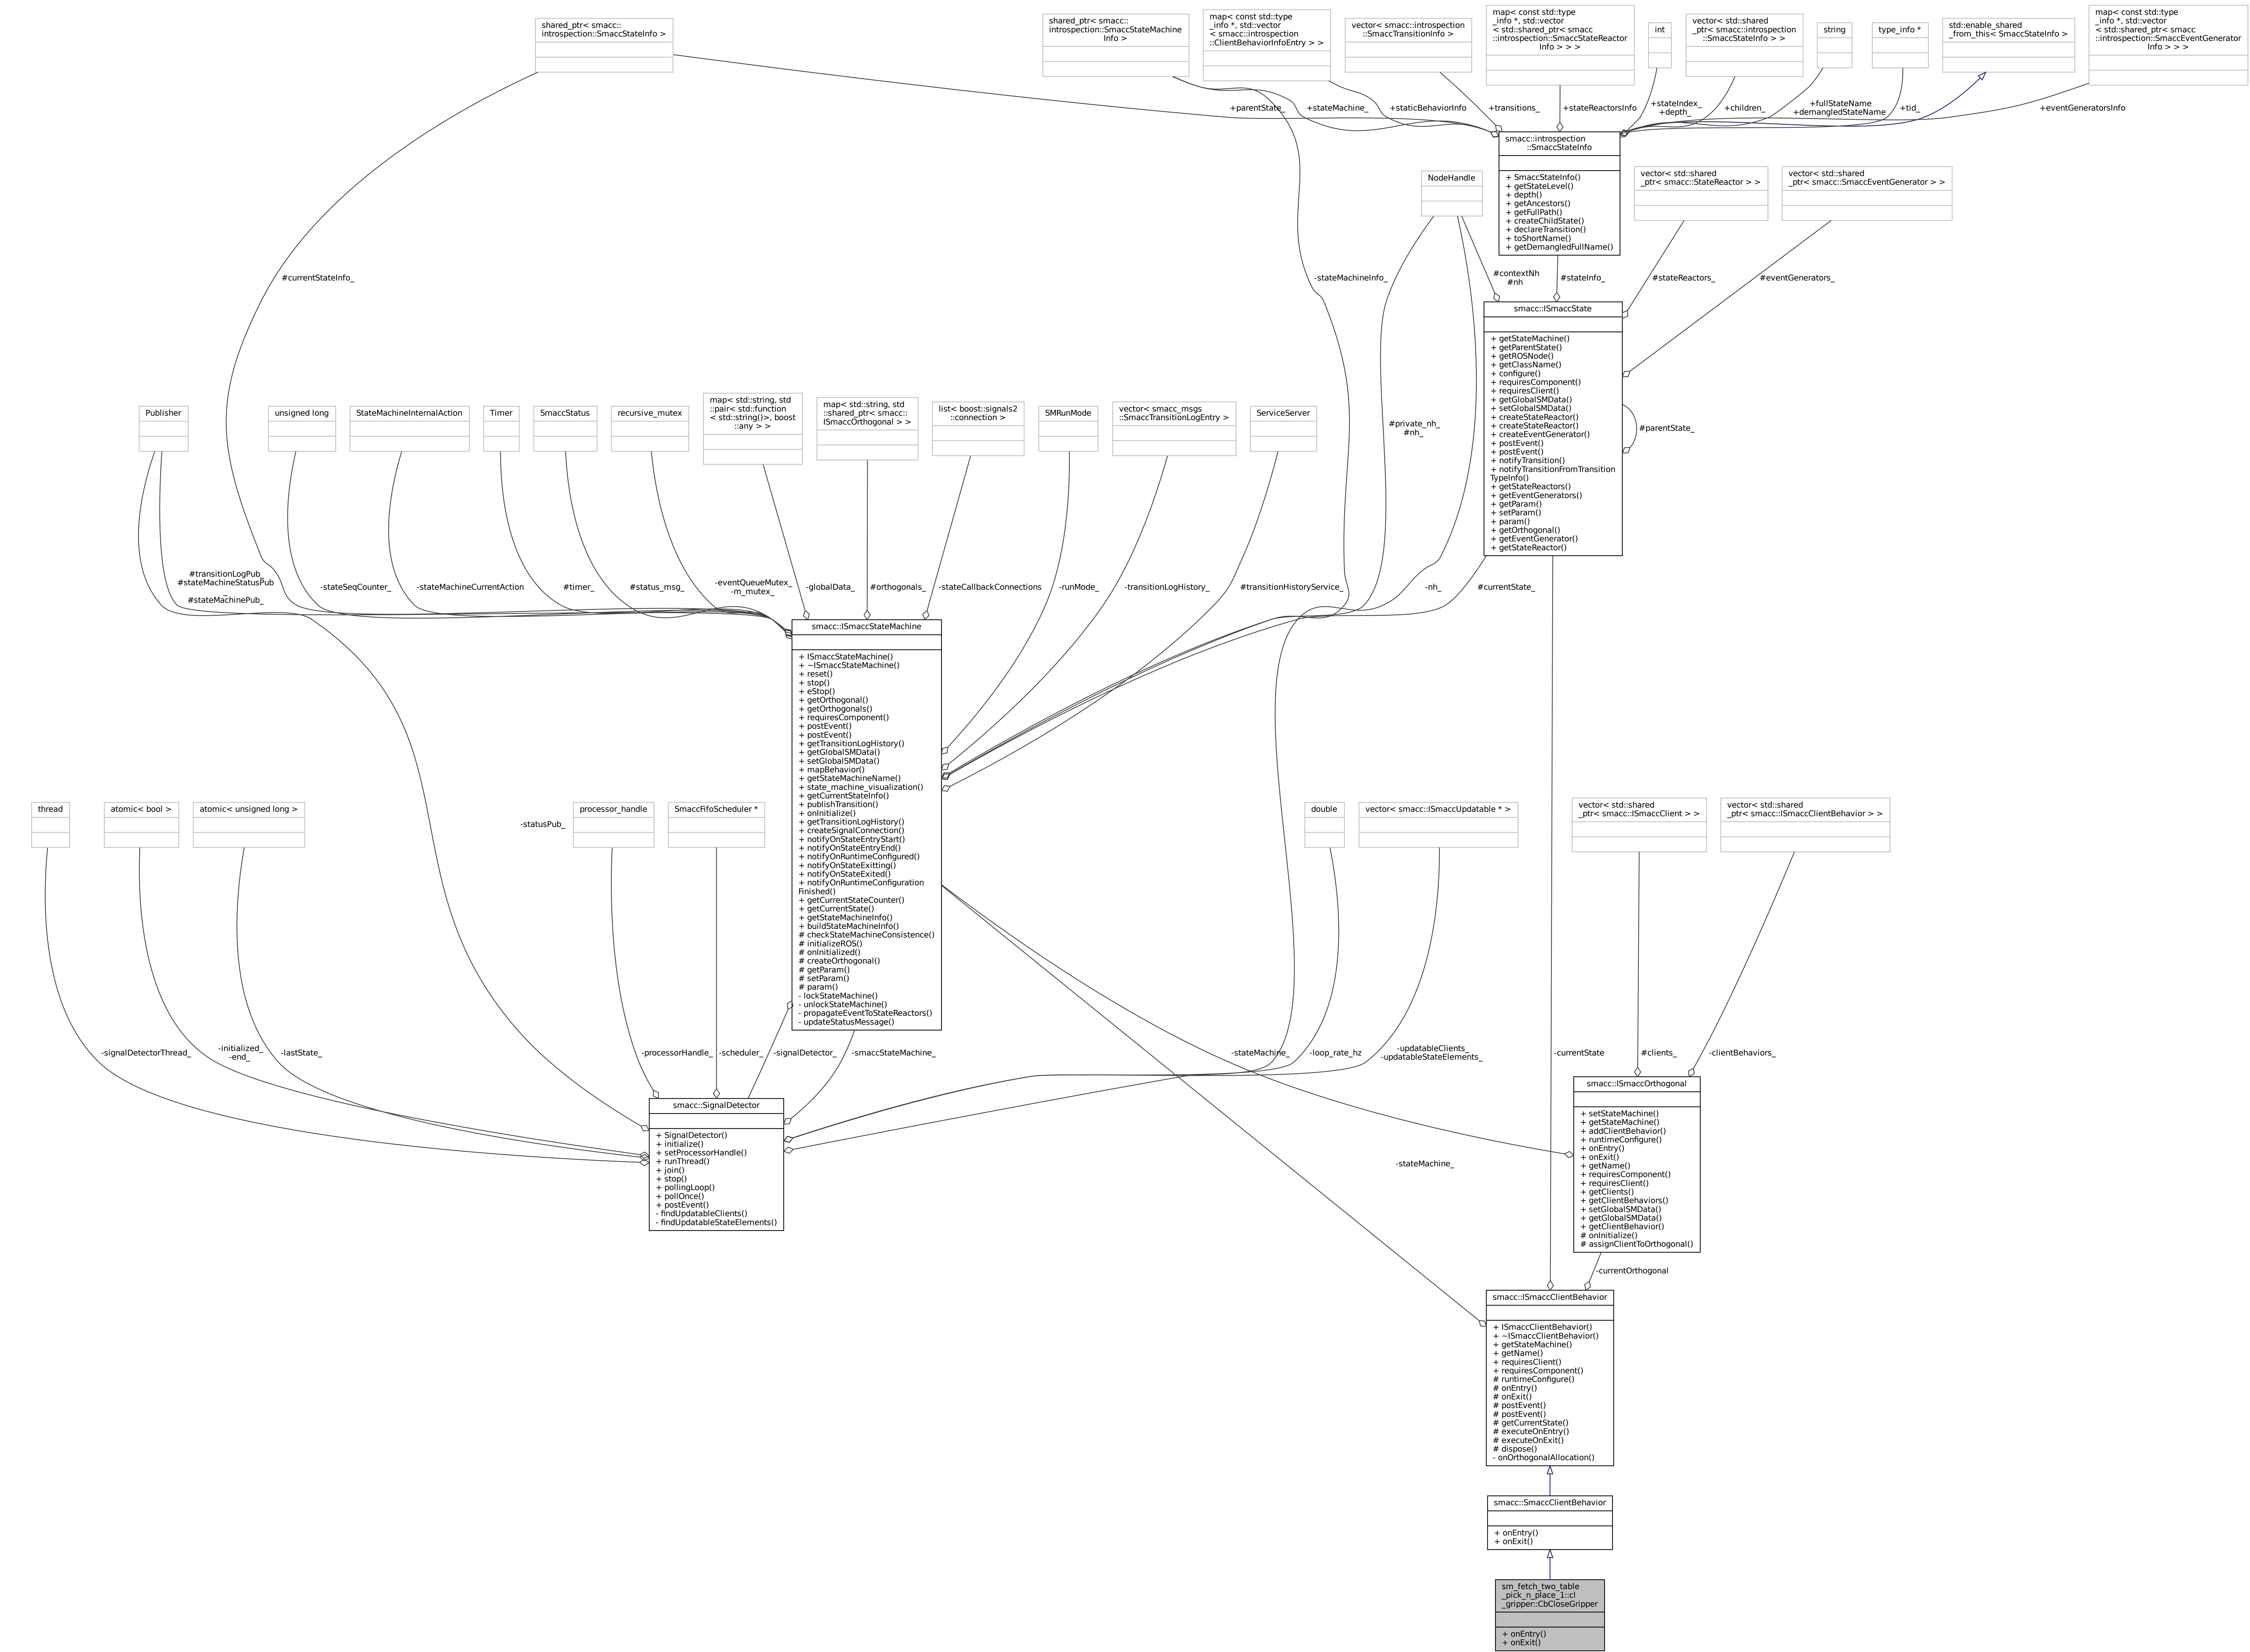 shared_ptr< smacc::
introspection::SmaccStateInfo >
shared_ptr< smacc::
introspection::SmaccStateMachine
Info >
map< const std::type
_info *, std::vector
< smacc::introspection
::ClientBehaviorInfoEntry > >
vector< smacc::introspection
::SmaccTransitionInfo >
map< const std::type
_info *, std::vector
< std::shared_ptr< smacc
::introspection::SmaccStateReactor
Info > > >
int
vector< std::shared
_ptr< smacc::introspection
::SmaccStateInfo > >
string
type_info *
std::enable_shared
_from_this< SmaccStateInfo >
map< const std::type
_info *, std::vector
< std::shared_ptr< smacc
::introspection::SmaccEventGenerator
Info > > >
+parentState_
+stateMachine_
+staticBehaviorInfo
+transitions_
+stateReactorsInfo
+stateIndex_
+depth_
+children_
+fullStateName
+demangledStateName
+tid_
+eventGeneratorsInfo
smacc::introspection
::SmaccStateInfo
+ SmaccStateInfo()
+ getStateLevel()
+ depth()
+ getAncestors()
+ getFullPath()
+ createChildState()
+ declareTransition()
+ toShortName()
+ getDemangledFullName()
NodeHandle
vector< std::shared
_ptr< smacc::StateReactor > >
vector< std::shared
_ptr< smacc::SmaccEventGenerator > >
#currentStateInfo_
-stateMachineInfo_
#contextNh
#nh
#stateInfo_
#stateReactors_
#eventGenerators_
smacc::ISmaccState
+ getStateMachine()
+ getParentState()
+ getROSNode()
+ getClassName()
+ configure()
+ requiresComponent()
+ requiresClient()
+ getGlobalSMData()
+ setGlobalSMData()
+ createStateReactor()
+ createStateReactor()
+ createEventGenerator()
+ postEvent()
+ postEvent()
+ notifyTransition()
+ notifyTransitionFromTransition
TypeInfo()
+ getStateReactors()
+ getEventGenerators()
+ getParam()
+ setParam()
+ param()
+ getOrthogonal()
+ getEventGenerator()
+ getStateReactor()
#parentState_
#private_nh_
#nh_
Publisher
unsigned long
StateMachineInternalAction
Timer
SmaccStatus
recursive_mutex
map< std::string, std
::pair< std::function
< std::string()>, boost
::any > >
map< std::string, std
::shared_ptr< smacc::
ISmaccOrthogonal > >
list< boost::signals2
::connection >
SMRunMode
vector< smacc_msgs
::SmaccTransitionLogEntry >
ServiceServer
#transitionLogPub_
#stateMachineStatusPub
_
#stateMachinePub_
-stateSeqCounter_
-stateMachineCurrentAction
#timer_
#status_msg_
-eventQueueMutex_
-m_mutex_
-globalData_
#orthogonals_
-stateCallbackConnections
-runMode_
-transitionLogHistory_
#transitionHistoryService_
-nh_
#currentState_
smacc::ISmaccStateMachine
+ ISmaccStateMachine()
+ ~ISmaccStateMachine()
+ reset()
+ stop()
+ eStop()
+ getOrthogonal()
+ getOrthogonals()
+ requiresComponent()
+ postEvent()
+ postEvent()
+ getTransitionLogHistory()
+ getGlobalSMData()
+ setGlobalSMData()
+ mapBehavior()
+ getStateMachineName()
+ state_machine_visualization()
+ getCurrentStateInfo()
+ publishTransition()
+ onInitialize()
+ getTransitionLogHistory()
+ createSignalConnection()
+ notifyOnStateEntryStart()
+ notifyOnStateEntryEnd()
+ notifyOnRuntimeConfigured()
+ notifyOnStateExitting()
+ notifyOnStateExited()
+ notifyOnRuntimeConfiguration
Finished()
+ getCurrentStateCounter()
+ getCurrentState()
+ getStateMachineInfo()
+ buildStateMachineInfo()
# checkStateMachineConsistence()
# initializeROS()
# onInitialized()
# createOrthogonal()
# getParam()
# setParam()
# param()
- lockStateMachine()
- unlockStateMachine()
- propagateEventToStateReactors()
- updateStatusMessage()
thread
atomic< bool >
atomic< unsigned long >
-statusPub_
processor_handle
SmaccFifoScheduler *
double
vector< smacc::ISmaccUpdatable * >
vector< std::shared
_ptr< smacc::ISmaccClient > >
vector< std::shared
_ptr< smacc::ISmaccClientBehavior > >
-signalDetectorThread_
-initialized_
-end_
-lastState_
-processorHandle_
-scheduler_
-signalDetector_
-smaccStateMachine_
-stateMachine_
-loop_rate_hz
-updatableClients_
-updatableStateElements_
-currentState
#clients_
-clientBehaviors_
smacc::SignalDetector
+ SignalDetector()
+ initialize()
+ setProcessorHandle()
+ runThread()
+ join()
+ stop()
+ pollingLoop()
+ pollOnce()
+ postEvent()
- findUpdatableClients()
- findUpdatableStateElements()
smacc::ISmaccOrthogonal
+ setStateMachine()
+ getStateMachine()
+ addClientBehavior()
+ runtimeConfigure()
+ onEntry()
+ onExit()
+ getName()
+ requiresComponent()
+ requiresClient()
+ getClients()
+ getClientBehaviors()
+ setGlobalSMData()
+ getGlobalSMData()
+ getClientBehavior()
# onInitialize()
# assignClientToOrthogonal()
-stateMachine_
-currentOrthogonal
smacc::ISmaccClientBehavior
+ ISmaccClientBehavior()
+ ~ISmaccClientBehavior()
+ getStateMachine()
+ getName()
+ requiresClient()
+ requiresComponent()
# runtimeConfigure()
# onEntry()
# onExit()
# postEvent()
# postEvent()
# getCurrentState()
# executeOnEntry()
# executeOnExit()
# dispose()
- onOrthogonalAllocation()
smacc::SmaccClientBehavior
+ onEntry()
+ onExit()
sm_fetch_two_table
_pick_n_place_1::cl
_gripper::CbCloseGripper
+ onEntry()
+ onExit()